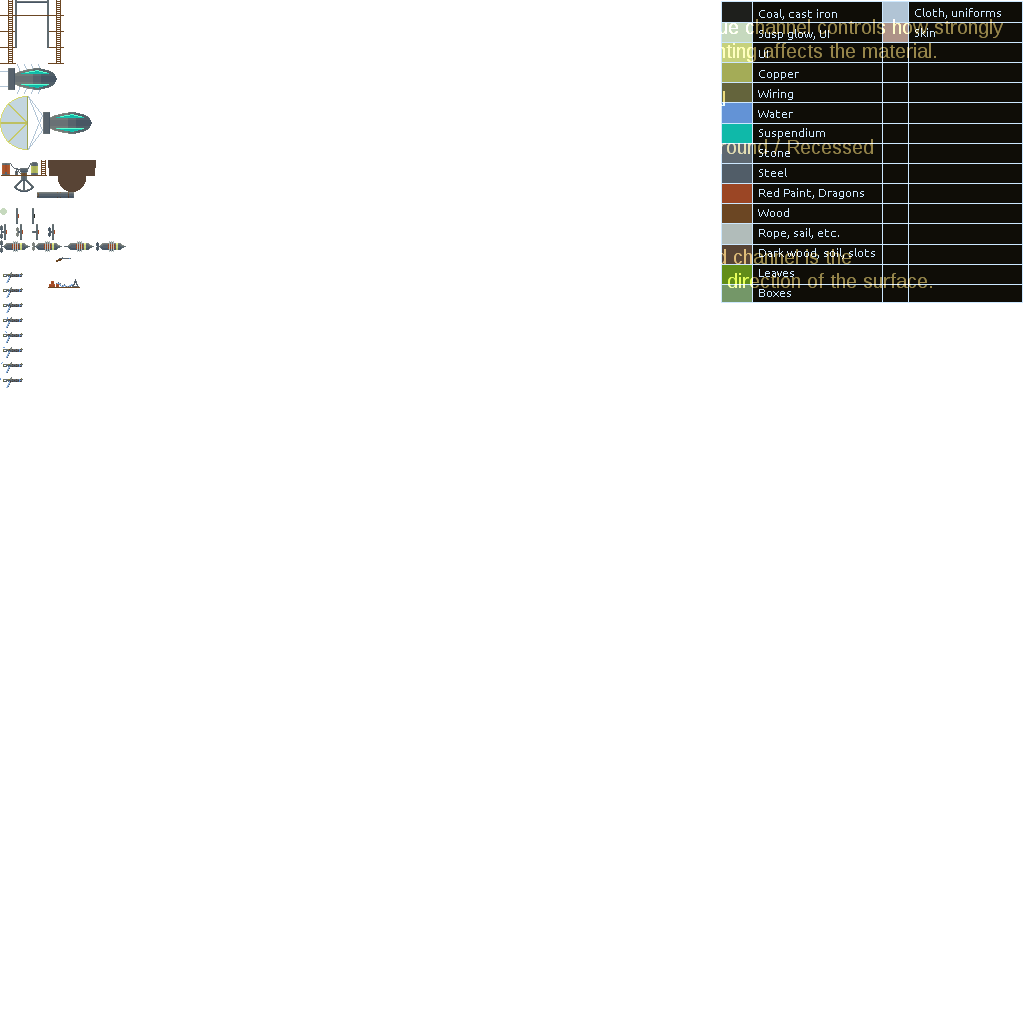 Coal, cast iron
Cloth, uniforms
ue channel controls how strongly
Susp glow, UI
Skin
UI
hting affects the material.
Copper
Wiring
Water
Suspendium
round / Recessed
Stone
Steel
Red Paint, Dragons
Wood
Rope, sail, etc.
Dark wood, soil, slots
d channel is the
Leaves
direction of the surface.
Boxes